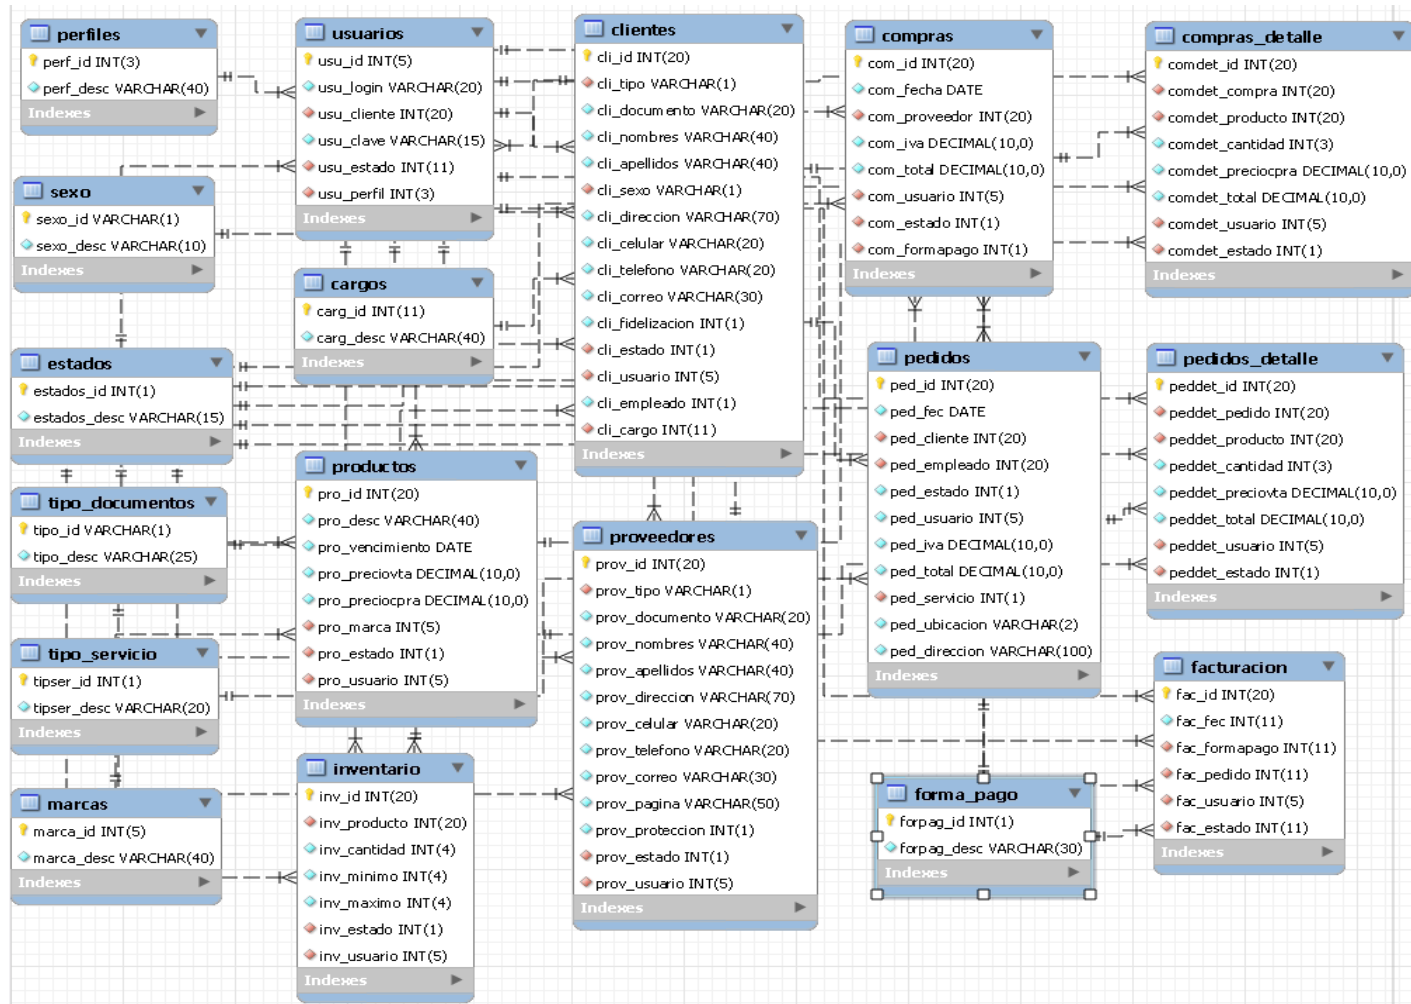 perfiles
perf_id INT(3)
perf_desc VARCHAR(40)
Indexes
usuarios
usu_id INT(5)
usu_login VARCHAR(20)
usu_cliente INT(20)
usu_clave VARCHAR(15)
usu_estado INT(11)
usu_perfil INT(3)
Indexes
clientes
cli_id INT(20)
cli_tipo VARCHAR(1)
cli_documento VARCHAR(20)
cli_nombres VARCHAR(40)
cli_apellidos VARCHAR(40)
cli_sexo VARCHAR(1)
cli_direccion VARCHAR(70)
cli_celular VARCHAR(20)
cli_telefono VARCHAR(20)
cli_correo VARCHAR(30)
cli_fidelizacion INT(1)
cli_estado INT(1)
cli_usuario INT(5)
cli_empleado INT(1)
cli_cargo INT(11)
Indexes
compras
com_id INT(20)
com_fecha DATE
com_proveedor INT(20)
com_iva DECIMAL(10,0)
com_total DECIMAL(10,0)
com_usuario INT(5)
com_estado INT(1)
com_formapago INT(1)
Indexes
compras_detalle
comdet_id INT(20)
comdet_compra INT(20)
comdet_producto INT(20)
comdet_cantidad INT(3)
comdet_preciocpra DECIMAL(10,0)
comdet_total DECIMAL(10,0)
comdet_usuario INT(5)
comdet_estado INT(1)
Indexes
sexo
sexo_id VARCHAR(1)
sexo_desc VARCHAR(10)
Indexes
cargos
carg_id INT(11)
carg_desc VARCHAR(40)
Indexes
estados
estados_id INT(1)
estados_desc VARCHAR(15)
Indexes
pedidos
ped_id INT(20)
ped_fec DATE
ped_cliente INT(20)
ped_empleado INT(20)
ped_estado INT(1)
ped_usuario INT(5)
ped_iva DECIMAL(10,0)
ped_total DECIMAL(10,0)
ped_servicio INT(1)
ped_ubicacion VARCHAR(2)
ped_direccion VARCHAR(100)
Indexes
pedidos_detalle
peddet_id INT(20)
peddet_pedido INT(20)
peddet_producto INT(20)
peddet_cantidad INT(3)
peddet_preciovta DECIMAL(10,0)
peddet_total DECIMAL(10,0)
peddet_usuario INT(5)
peddet_estado INT(1)
Indexes
tipo_documentos
tipo_id VARCHAR(1)
tipo_desc VARCHAR(25)
Indexes
productos
pro_id INT(20)
pro_desc VARCHAR(40)
pro_vencimiento DATE
pro_preciovta DECIMAL(10,0)
pro_preciocpra DECIMAL(10,0)
pro_marca INT(5)
pro_estado INT(1)
pro_usuario INT(5)
Indexes
proveedores
prov_id INT(20)
prov_tipo VARCHAR(1)
prov_documento VARCHAR(20)
prov_nombres VARCHAR(40)
prov_apellidos VARCHAR(40)
prov_direccion VARCHAR(70)
prov_celular VARCHAR(20)
prov_telefono VARCHAR(20)
prov_correo VARCHAR(30)
prov_pagina VARCHAR(50)
prov_proteccion INT(1)
prov_estado INT(1)
prov_usuario INT(5)
Indexes
tipo_servicio
tipser_id INT(1)
tipser_desc VARCHAR(20)
Indexes
facturacion
fac_id INT(20)
fac_fec INT(11)
fac_formapago INT(11)
fac_pedido INT(11)
fac_usuario INT(5)
fac_estado INT(11)
Indexes
marcas
marca_id INT(5)
marca_desc VARCHAR(40)
Indexes
inventario
inv_id INT(20)
inv_producto INT(20)
inv_cantidad INT(4)
inv_minimo INT(4)
inv_maximo INT(4)
inv_estado INT(1)
inv_usuario INT(5)
Indexes
forma_pago
forpag_id INT(1)
forpag_desc VARCHAR(30)
Indexes